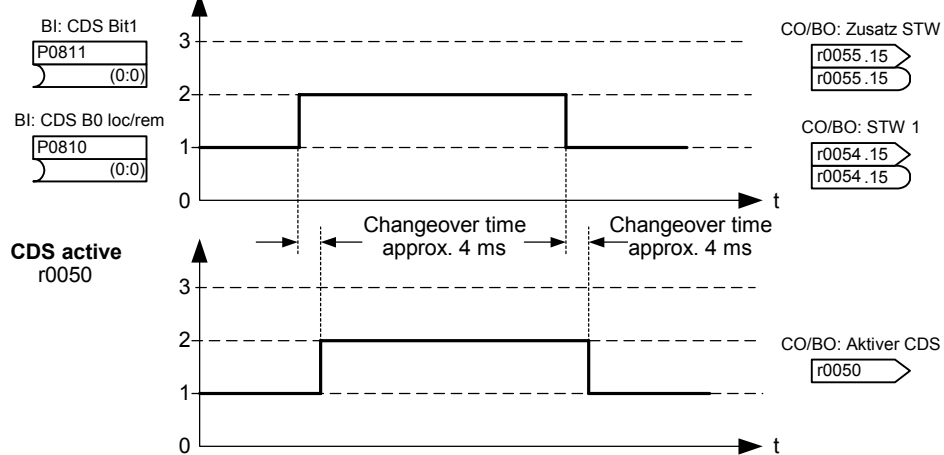 BI: CDS Bit1
P0811
(0:0)
BI: CDS B0 loc/rem
P0810
(0:0)
3
2
1
0
t
CO/BO: Zusatz STW
r0055.15
r0055.15
CO/BO: STW 1
r0054.15
r0054.15
Changeover time
approx. 4 ms
Changeover time
approx. 4 ms
CDS active
r0050
3
2
1
0
t
CO/BO: Aktiver CDS
r0050